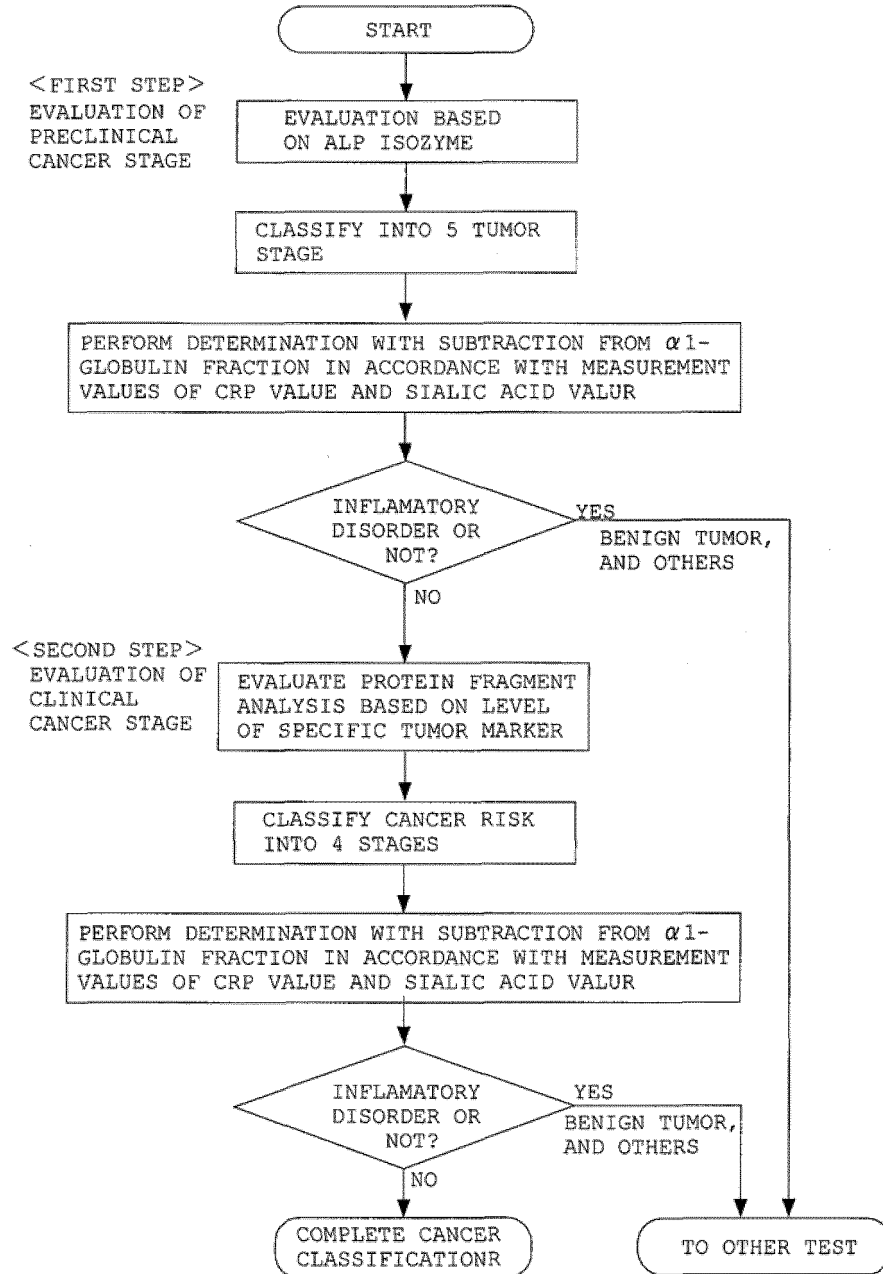 START
<FIRST STEP>
EVALUATION OF
PRECLINICAL
CANCER STAGE
EVALUATION BASED
ON ALP ISOZYME
CLASSIFY INTO 5 TUMOR
STAGE
PERFORM DETERMINATION WITH SUBTRACTION FROM α1-
GLOBULIN FRACTION IN ACCORDANCE WITH MEASUREMENT
VALUES OF CRP VALUE AND SIALIC ACID VALUR
INFLAMATORY
DISORDER OR
NOT?
YES
BENIGN TUMOR,
AND OTHERS
NO
<SECOND STEP>
EVALUATION OF
CLINICAL
CANCER STAGE
EVALUATE PROTEIN FRAGMENT
ANALYSIS BASED ON LEVEL
OF SPECIFIC TUMOR MARKER
CLASSIFY CANCER RISK
INTO 4 STAGES
PERFORM DETERMINATION WITH SUBTRACTION FROM α1-
GLOBULIN FRACTION IN ACCORDANCE WITH MEASUREMENT
VALUES OF CRP VALUE AND SIALIC ACID VALUR
INFLAMATORY
DISORDER OR
NOT?
YES
BENIGN TUMOR,
AND OTHERS
NO
COMPLETE CANCER
CLASSIFICATIONR
TO OTHER TEST